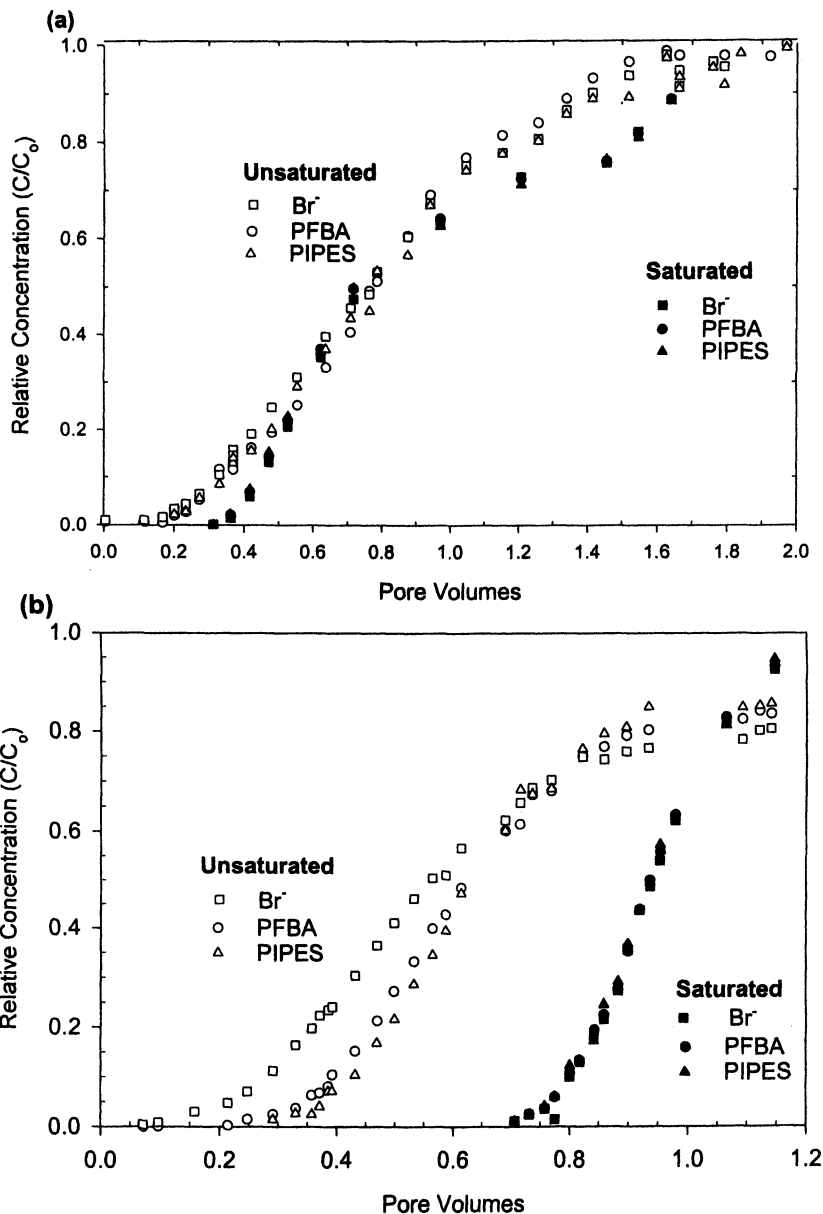 (a)
1.0
0.8
0.6
0.4
0.2
0.0
Relative Concentration (C/Co)
Unsaturated
Br-
PFBA
PIPES
Saturated
Br-
PFBA
PIPES
0.0 0.2 0.4 0.6 0.8 1.0 1.2 1.4 1.6 1.8 2.0
Pore Volumes
(b)
1.0
0.8
0.6
0.4
0.2
0.0
Relative Concentration (C/Co)
Unsaturated
Br-
PFBA
PIPES
Saturated
Br-
PFBA
PIPES
0.0 0.2 0.4 0.6 0.8 1.0 1.2
Pore Volumes